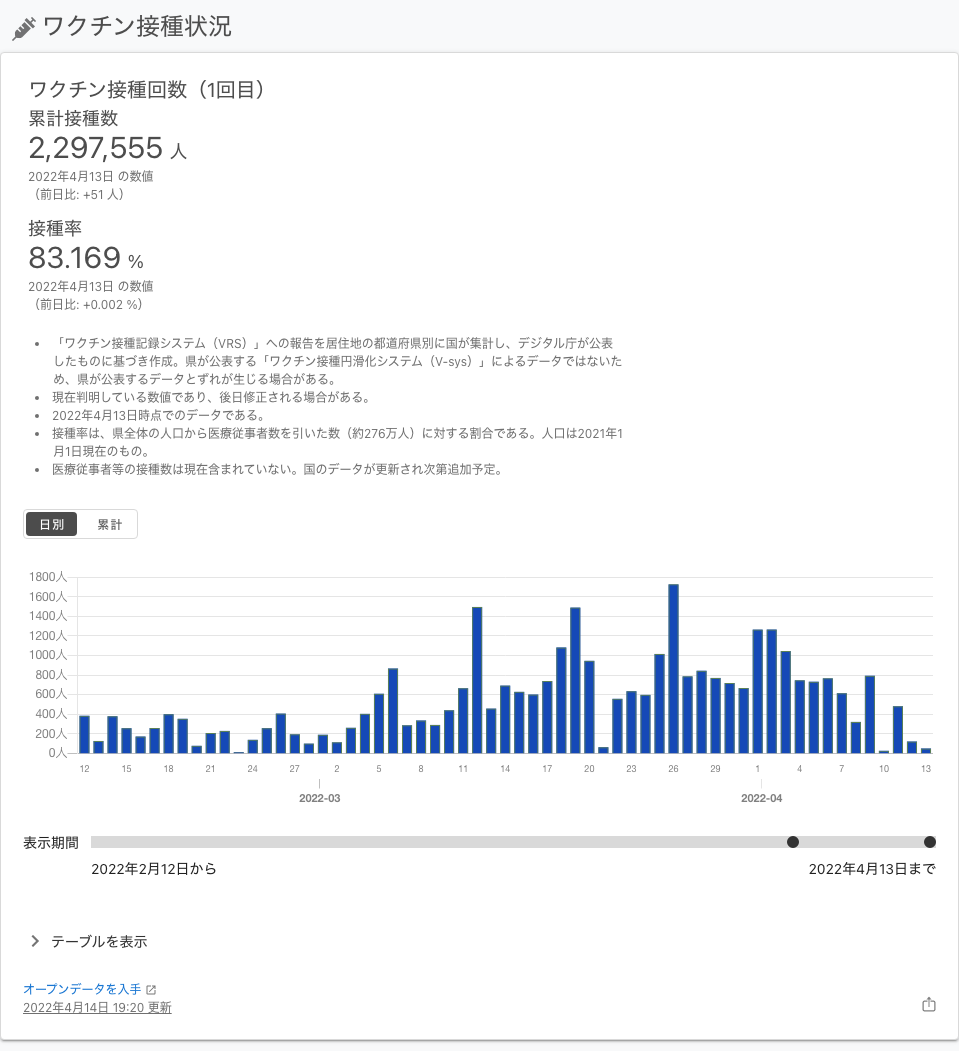 ワクチン接種状況
ワクチン接種回数（1回目）
累計接種数
2,297,555 人
2022年4月13日 の数値
（前日比: +51 人）
接種率
83.169 %
2022年4月13日 の数値
（前日比: +0.002 %）
• 「ワクチン接種記録システム（VRS）」への報告を居住地の都道府県別に国が集計し、デジタル庁が公表
したものに基づき作成。県が公表する「ワクチン接種円滑化システム（V-sys）」によるデータではないた
め、県が公表するデータとずれが生じる場合がある。
• 現在判明している数値であり、後日修正される場合がある。
• 2022年4月13日時点でのデータである。
• 接種率は、県全体の人口から医療従事者数を引いた数（約276万人）に対する割合である。人口は2021年1
月1日現在のもの。
• 医療従事者等の接種数は現在含まれていない。国のデータが更新され次第追加予定。
日別 累計
1800人
1600人
1400人
1200人
1000人
800人
600人
400人
200人
0人
12 15 18 21 24 27 2 5 8 11 14 17 20 23 26 29 1 4 7 10 13
2022-03 2022-04
表示期間
2022年2月12日から 2022年4月13日まで
テーブルを表示
オープンデータを入手
2022年4月14日 19:20 更新